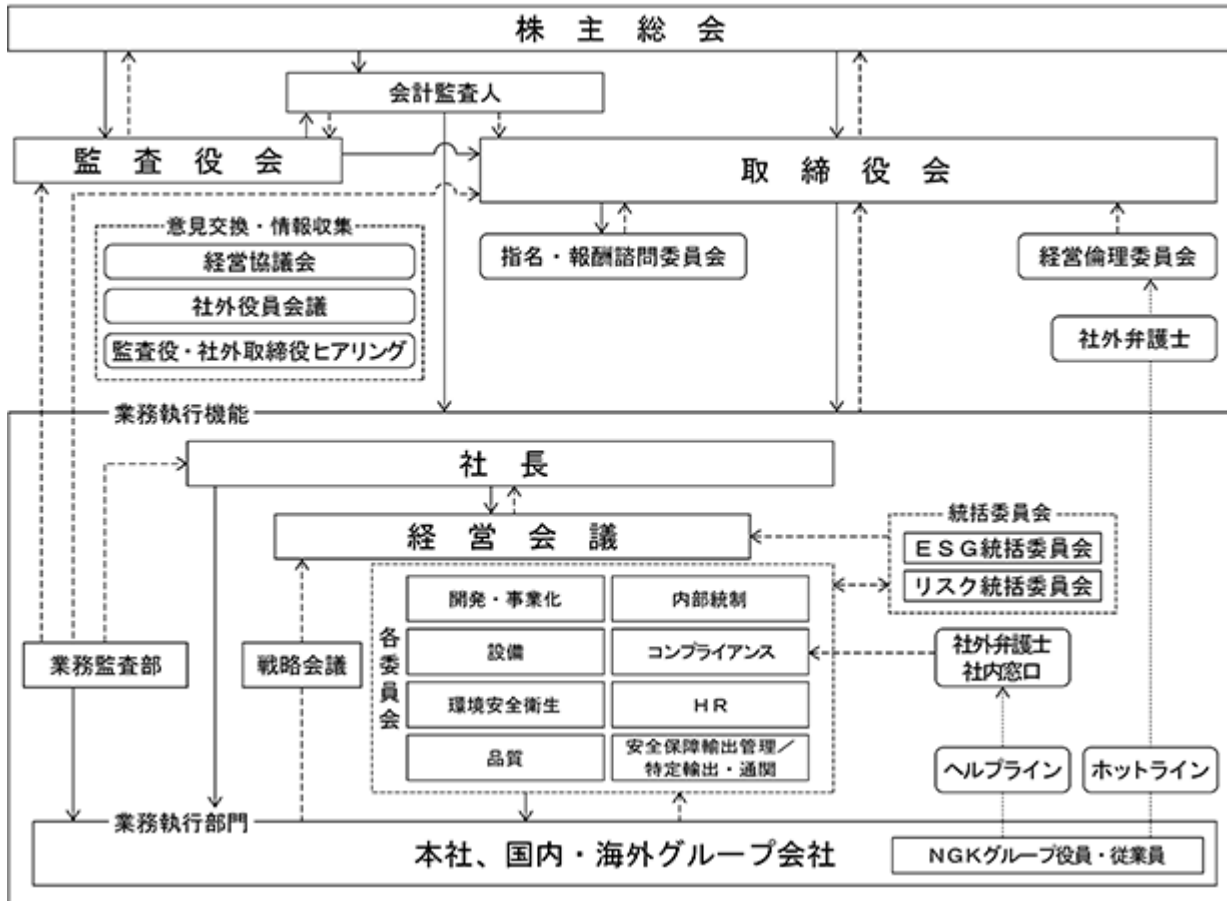 株主総会
会計監査人
監査役会
取締役会
意見交換・情報収集
経営協議会
社外役員会議
監査役・社外取締役ヒアリング
指名・報酬諮問委員会
経営倫理委員会
社外弁護士
業務執行機能
社長
経営会議
統括委員会
ESG統括委員会
リスク統括委員会
各委員会
開発・事業化
内部統制
設備
コンプライアンス
環境安全衛生
HR
品質
安全保障輸出管理/
特定輸出・通関
業務監査部
戦略会議
社外弁護士
社内窓口
ヘルプライン
ホットライン
業務執行部門
本社、国内・海外グループ会社
NGKグループ役員・従業員